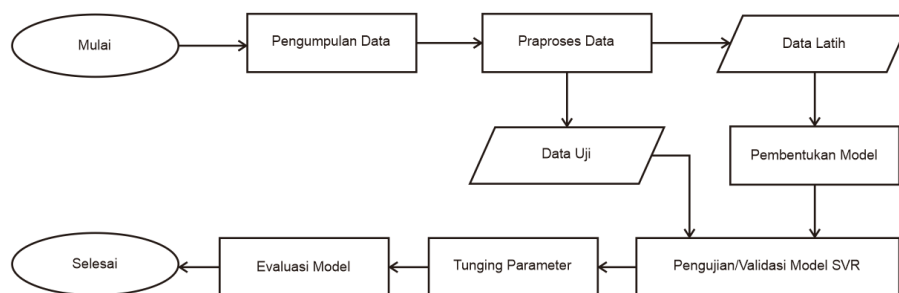 Mulai
Pengumpulan Data
Praproses Data
Data Latih
Data Uji
Pembentukan Model
Selesai
Evaluasi Model
Tunging Parameter
Pengujian/Validasi Model SVR